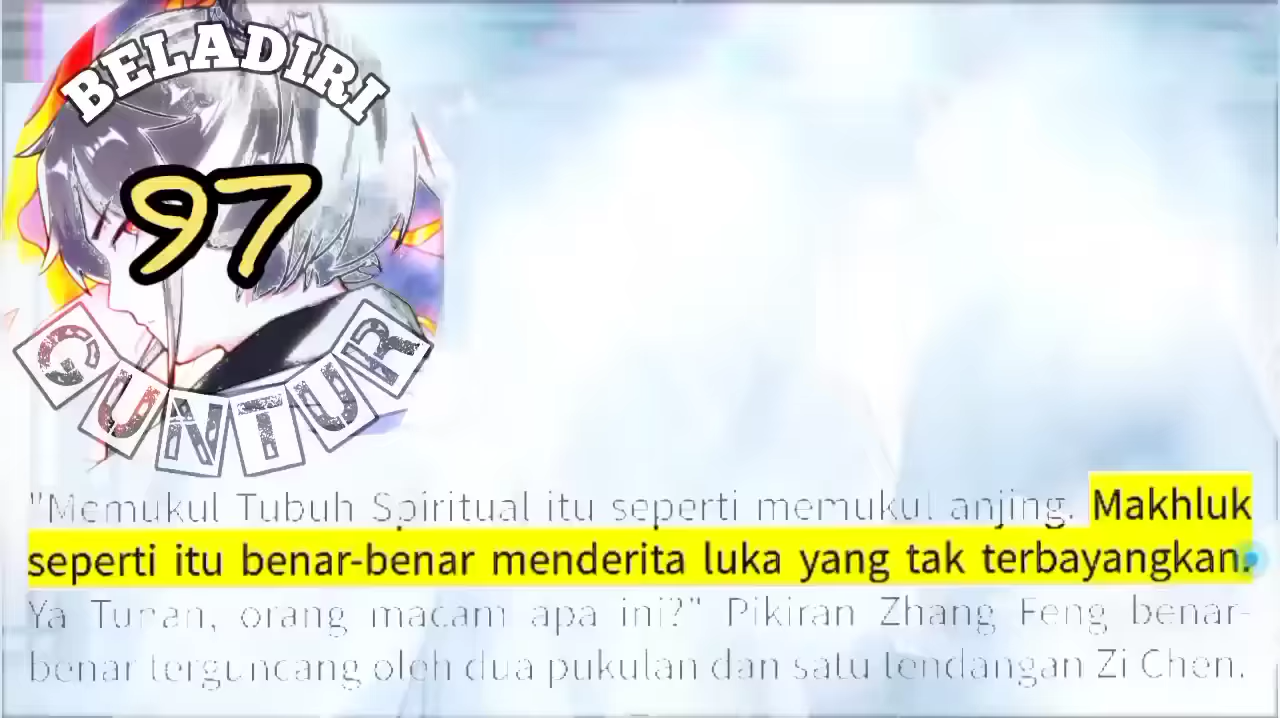 BELADIRI
97
GUNTUR
"Memukul Tubuh Spiritual itu seperti memukul anjing. Makhluk
seperti itu benar-benar menderita luka yang tak terbayangkan.
Ya Tuhan, orang macam apa ini?" Pikiran Zhang Feng benar-
benar terguncang oleh dua pukulan dan satu tendangan Zi Chen.